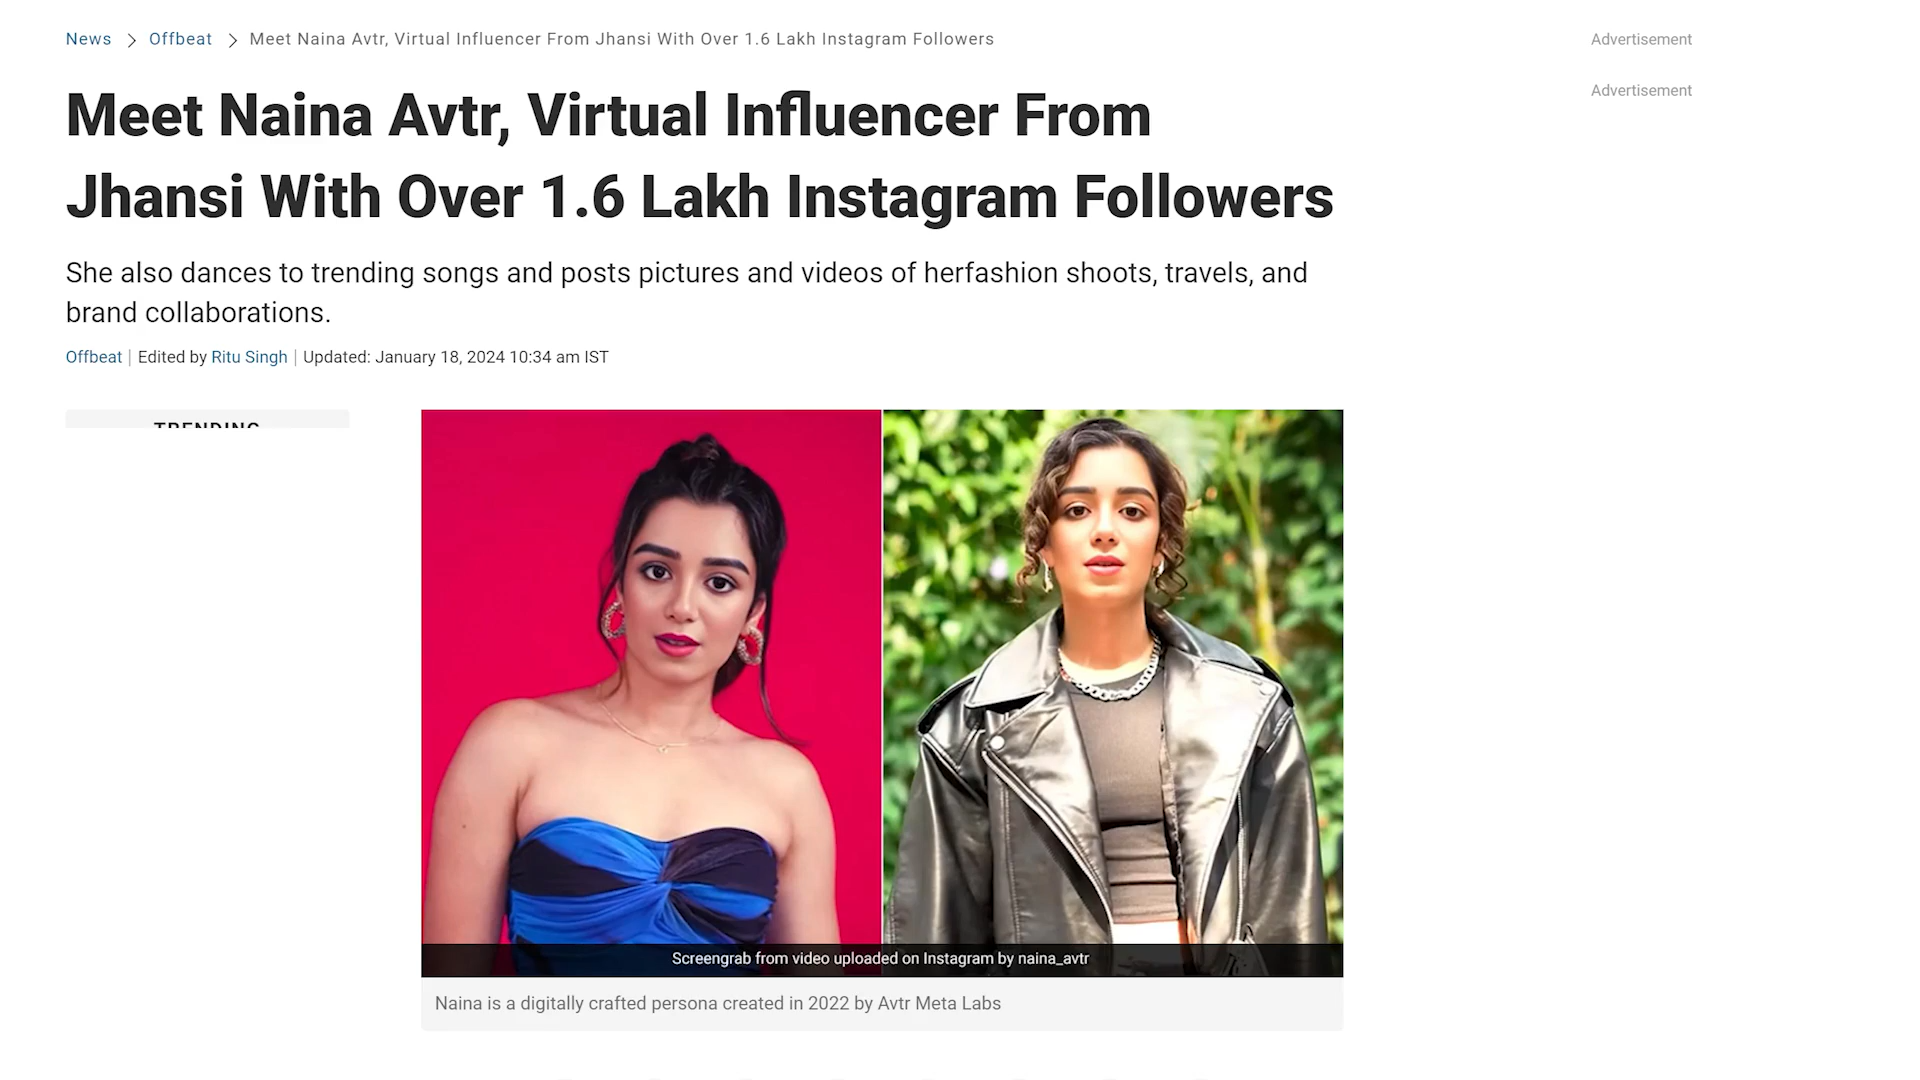 News > Offbeat > Meet Naina Avtr, Virtual Influencer From Jhansi With Over 1.6 Lakh Instagram Followers
Advertisement
Advertisement
Meet Naina Avtr, Virtual Influencer From
Jhansi With Over 1.6 Lakh Instagram Followers
She also dances to trending songs and posts pictures and videos of herfashion shoots, travels, and
brand collaborations.
Offbeat | Edited by Ritu Singh | Updated: January 18, 2024 10:34 am IST
TRENDING
Screengrab from video uploaded on Instagram by naina_avtr
Naina is a digitally crafted persona created in 2022 by Avtr Meta Labs